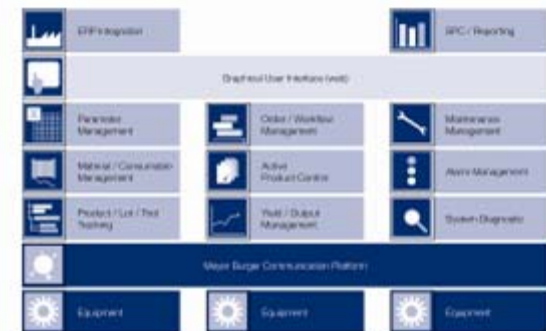 ERP Integration
SPC / Reporting
Graphical User Interface (web)
Parameter
Management
Order / Workflow
Management
Maintenance
Management
Material / Consumable
Management
Active
Product Control
Alarm Management
Product / Lot / Tool
Tracking
Yield / Output
Management
System Diagnostic
Meyer Burger Communication Platform
Equipment
Equipment
Equipment